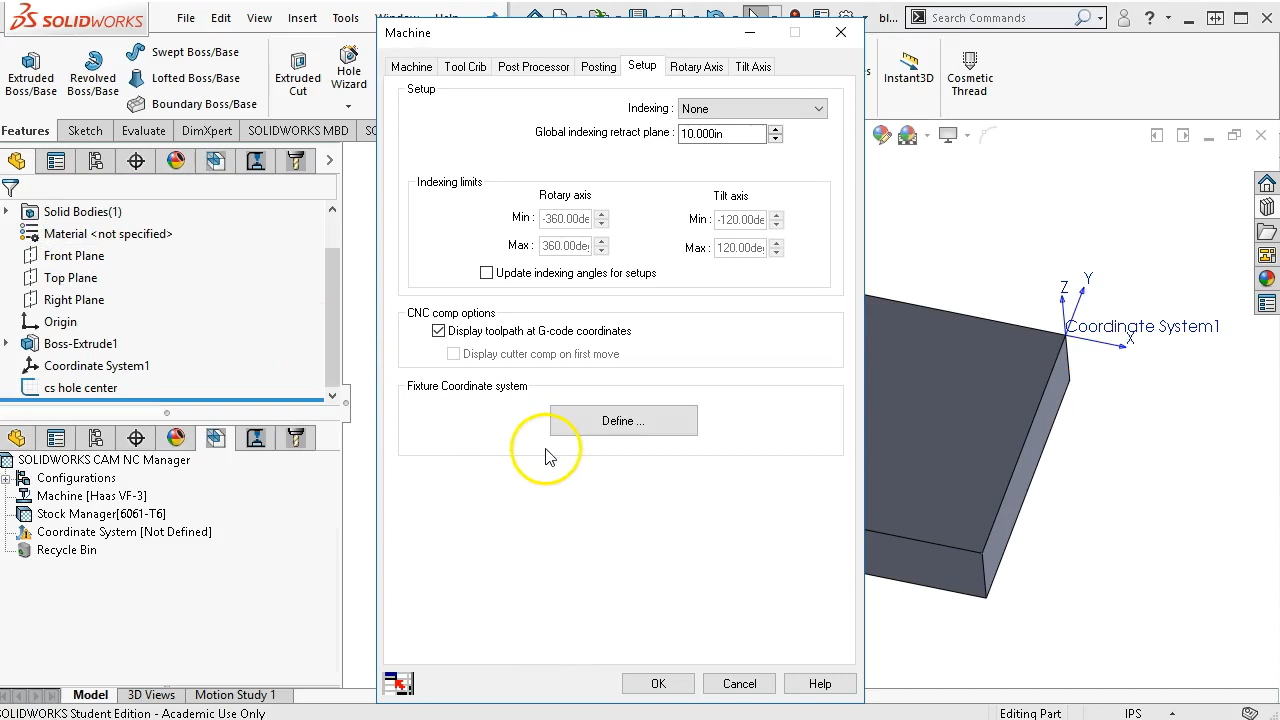 SOLIDWORKS
File Edit View Insert Tools Window Help
bl...
Search Commands
Extruded Boss/Base
Revolved Boss/Base
Swept Boss/Base
Lofted Boss/Base
Boundary Boss/Base
Extruded Cut
Hole Wizard
Instant3D
Cosmetic Thread
Features Sketch Evaluate DimXpert SOLIDWORKS MBD SO
Solid Bodies(1)
Material <not specified>
Front Plane
Top Plane
Right Plane
Origin
Boss-Extrude1
Coordinate System1
cs hole center
SOLIDWORKS CAM NC Manager
Configurations
Machine [Haas VF-3]
Stock Manager[6061-T6]
Coordinate System [Not Defined]
Recycle Bin
Machine
Machine Tool Crib Post Processor Posting Setup Rotary Axis Tilt Axis
Setup
Indexing : None
Global indexing retract plane : 10.000in
Indexing limits
Rotary axis Tilt axis
Min : -360.00de Min : -120.00de
Max : 360.00de Max : 120.00de
Update indexing angles for setups
CNC comp options
Display toolpath at G-code coordinates
Display cutter comp on first move
Fixture Coordinate system
Define ...
OK Cancel Help
Z
Y
Coordinate System1
X
Model 3D Views Motion Study 1
SOLIDWORKS Student Edition - Academic Use Only
Editing Part IPS